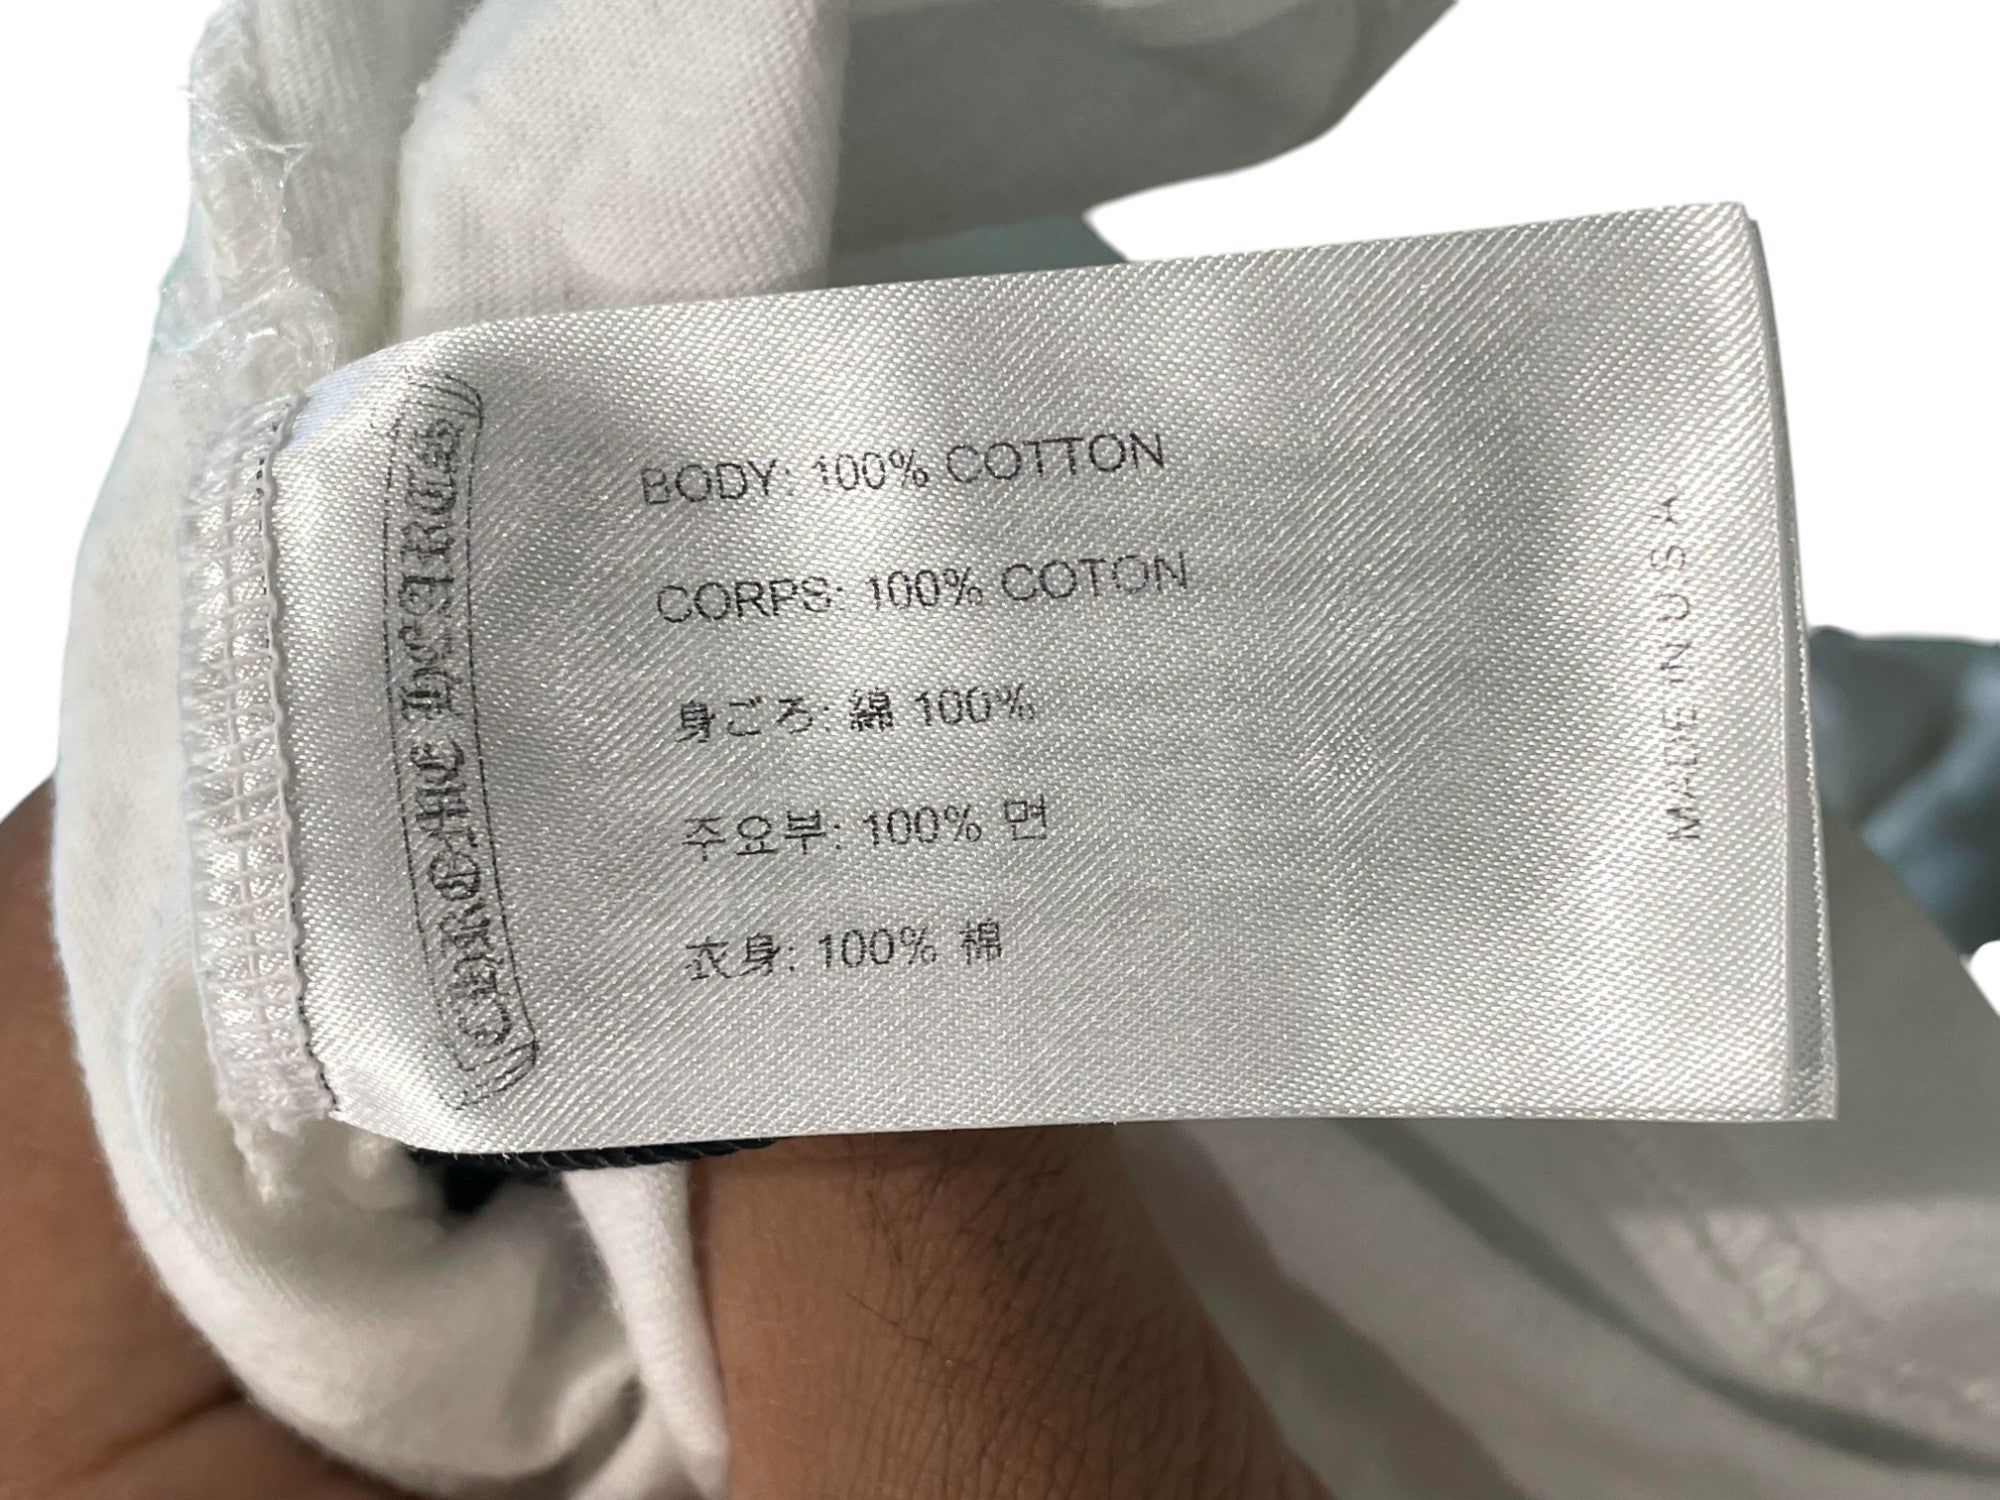 CHROME HEARTS
BODY: 100% COTTON
CORPS: 100% COTON
身ごろ: 綿 100%
주요부: 100% 면
衣身: 100% 棉
MADE IN USA